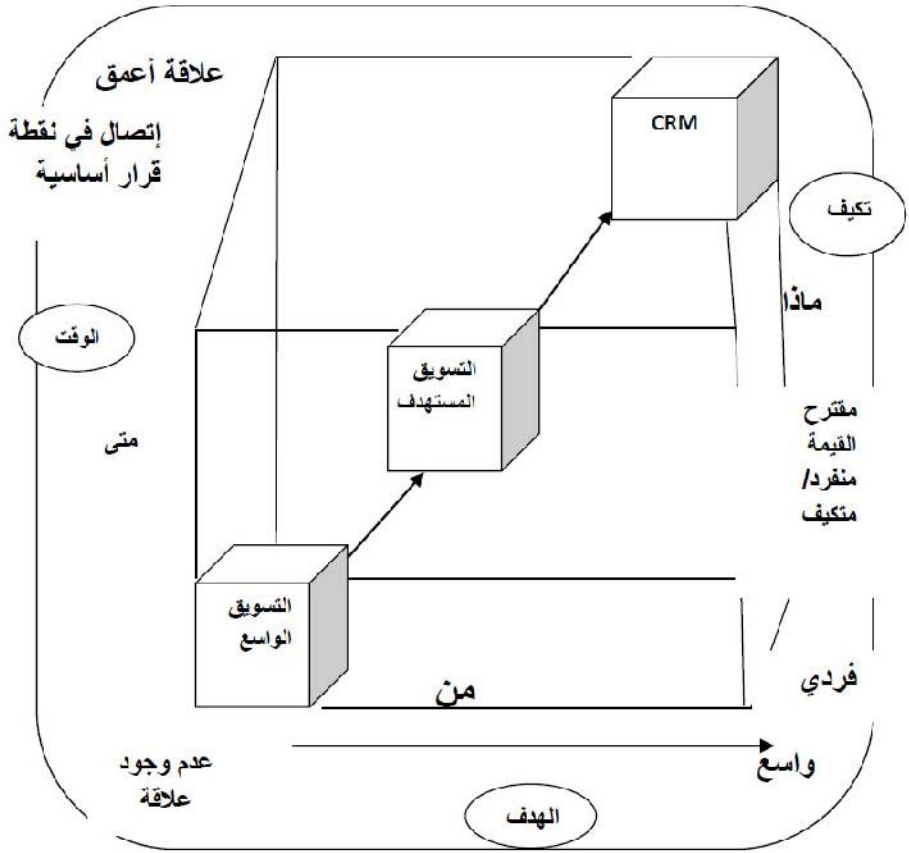 علاقة أعمق
إتصال في نقطة
قرار أساسية
CRM
تكيف
ماذا
الوقت
التسويق
المستهدف
متى
مقترح
القيمة
منفرد/
متكيف
التسويق
الواسع
من
فردي
عدم وجود
علاقة
واسع
الهدف